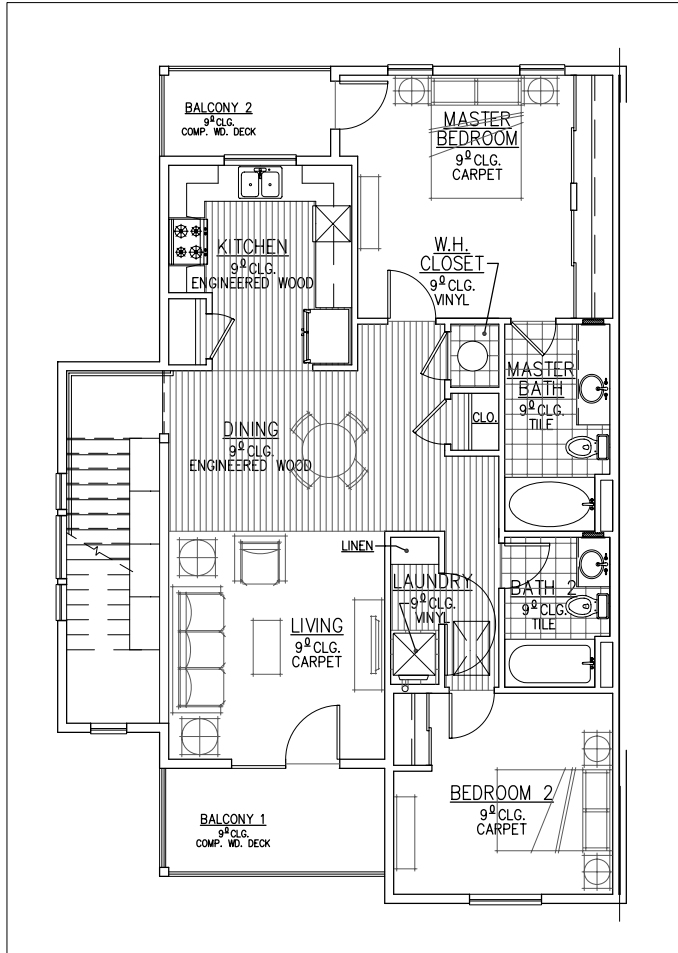 BALCONY 2
9⁰ CLG.
COMP. WD. DECK
MASTER
BEDROOM
9⁰ CLG.
CARPET
KITCHEN
9⁰ CLG.
ENGINEERED WOOD
W.H.
CLOSET
9⁰ CLG.
VINYL
MASTER
BATH
9⁰ CLG.
TILE
CLO.
DINING
9⁰ CLG.
ENGINEERED WOOD
LINEN
LAUNDRY
9⁰ CLG.
VINYL
BATH 2
9⁰ CLG.
TILE
LIVING
9⁰ CLG.
CARPET
BEDROOM 2
9⁰ CLG.
CARPET
BALCONY 1
9⁰ CLG.
COMP. WD. DECK